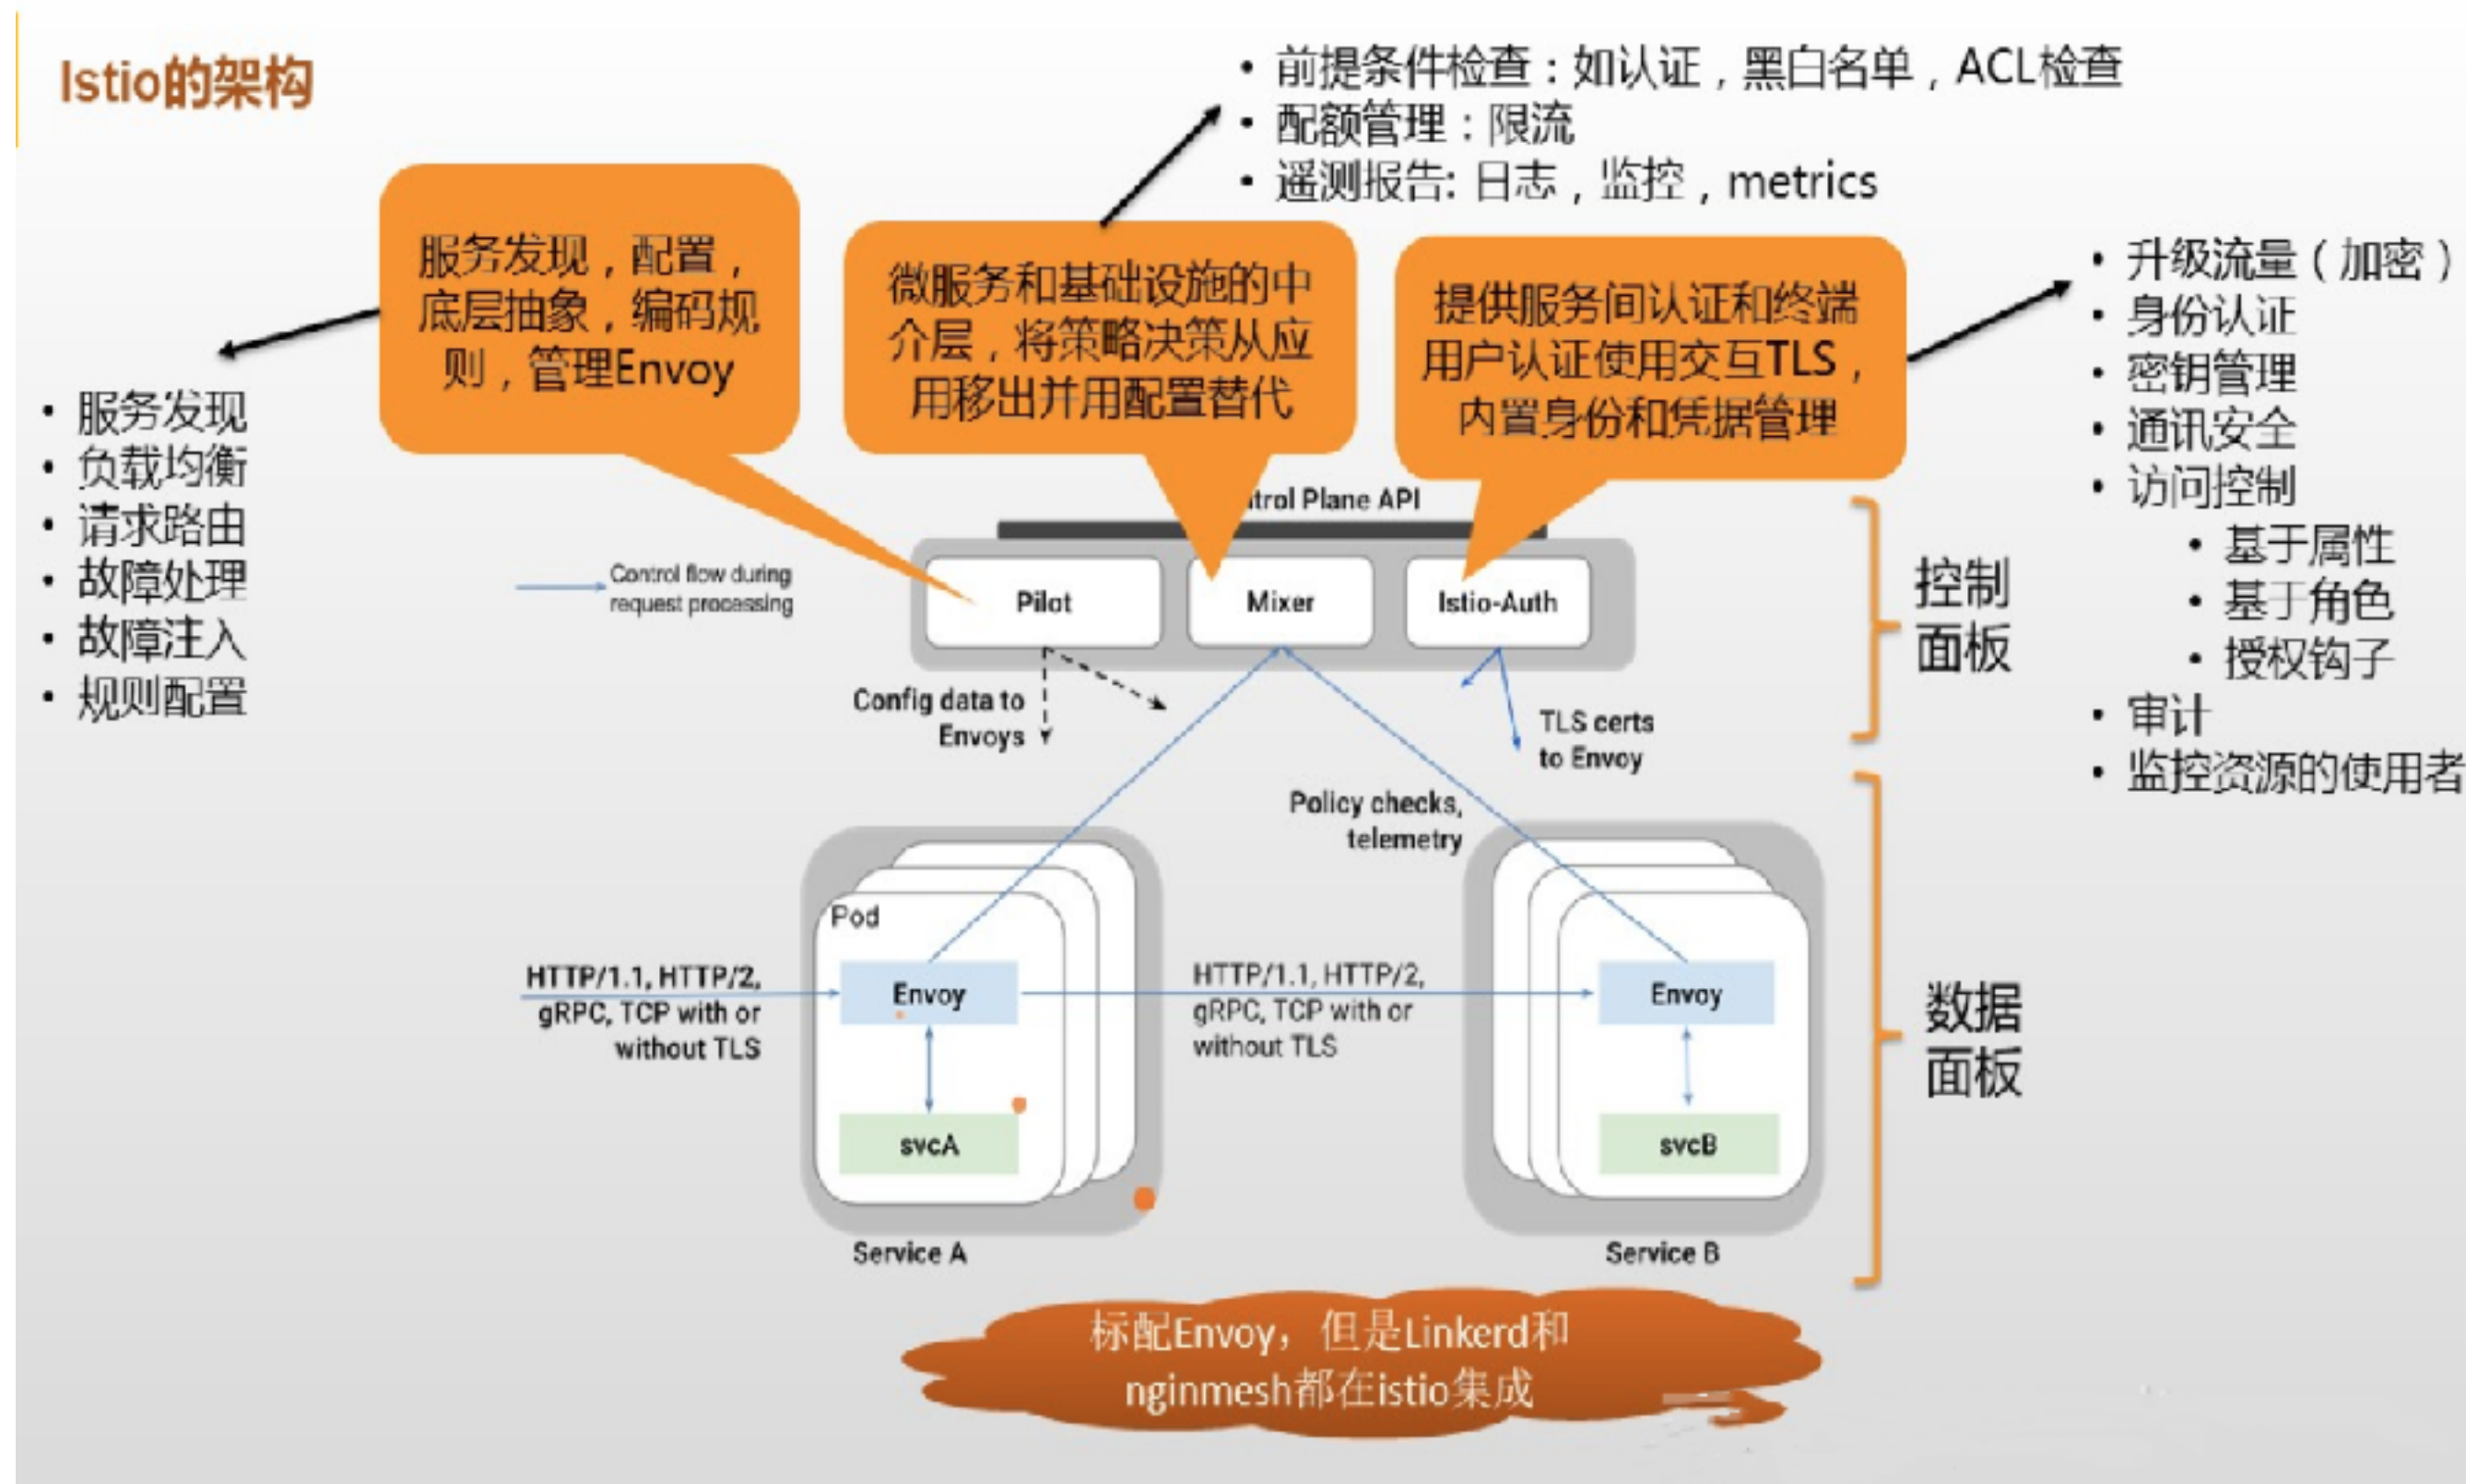 Istio的架构
• 前提条件检查：如认证，黑白名单，ACL检查
• 配额管理：限流
• 遥测报告: 日志，监控，metrics
服务发现，配置，
底层抽象，编码规
则，管理Envoy
微服务和基础设施的中
介层，将策略决策从应
用移出并用配置替代
提供服务间认证和终端
用户认证使用交互TLS，
内置身份和凭据管理
• 服务发现
• 负载均衡
• 请求路由
• 故障处理
• 故障注入
• 规则配置
• 升级流量（加密）
• 身份认证
• 密钥管理
• 通讯安全
• 访问控制
• 基于属性
• 基于角色
• 授权钩子
• 审计
• 监控资源的使用者
trol Plane API
Control flow during
request processing
Pilot
Mixer
Istio-Auth
控制
面板
Config data to
Envoys
TLS certs
to Envoy
Policy checks,
telemetry
Pod
HTTP/1.1, HTTP/2,
gRPC, TCP with or
without TLS
Envoy
svcA
Service A
HTTP/1.1, HTTP/2,
gRPC, TCP with or
without TLS
Envoy
svcB
Service B
数据
面板
标配Envoy，但是Linkerd和
nginmesh都在istio集成